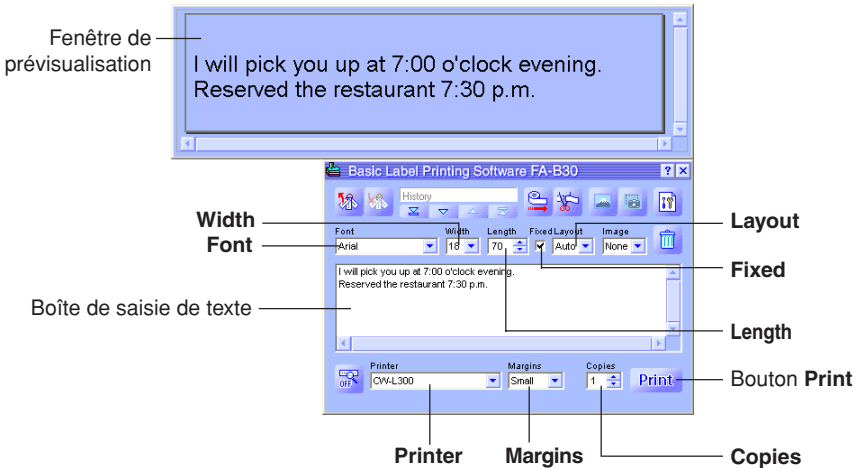 Fenêtre de
prévisualisation
I will pick you up at 7:00 o'clock evening.
Reserved the restaurant 7:30 p.m.
Basic Label Printing Software FA-B30
? ×
History
Width
Font
Layout
Fixed
Font Width Length Fixed Layout Image
Arial 18 70 Auto None
I will pick you up at 7:00 o'clock evening.
Reserved the restaurant 7:30 p.m.
Boîte de saisie de texte
Length
Printer Margins Copies
OFF CW-L300 Small 1 Print
Bouton Print
Printer Margins Copies